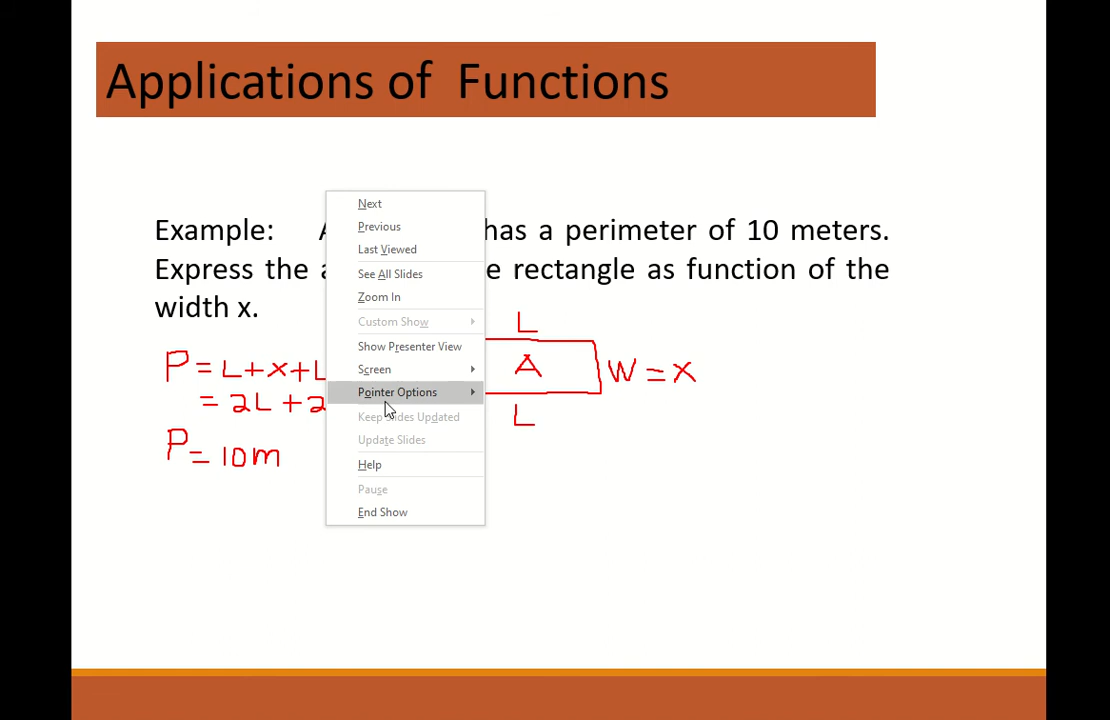 Applications of Functions
Example: has a perimeter of 10 meters.
Express the a e rectangle as function of the
width x.
Next
Previous
Last Viewed
See All Slides
Zoom In
Custom Show
Show Presenter View
Screen
Pointer Options
Keep Slides Updated
Update Slides
Help
Pause
End Show
L
P = L + x + L
A
W = X
= 2L + 2
L
P = 10m